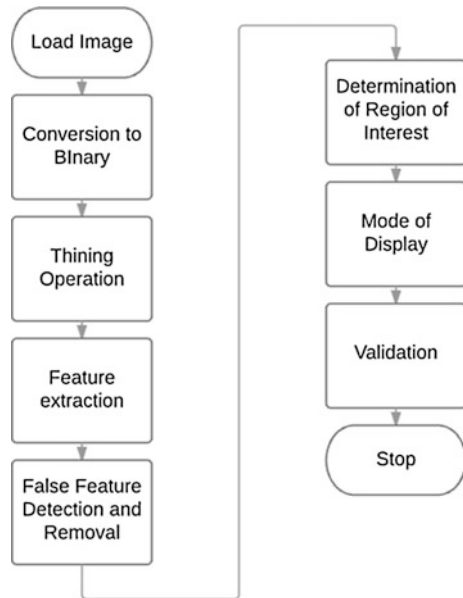 Load Image
Conversion to
BInary
Thining
Operation
Feature
extraction
False Feature
Detection and
Removal
Determination
of Region of
Interest
Mode of
Display
Validation
Stop